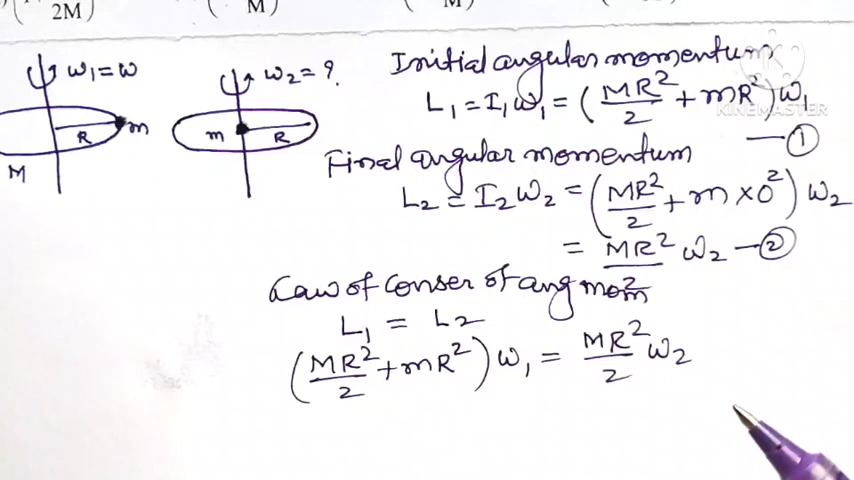 2M
M
M
ω₁ = ω
R
m
M
ω₂ = ?.
m
R
Initial angular momentum
L₁ = I₁ω₁ = (MR²/2 + mR²)ω₁
—①
Final angular momentum
L₂ = I₂ω₂ = (MR²/2 + m×0²) ω₂
= MR²/2 ω₂ —②
Law of conser of ang mom
L₁ = L₂
(MR²/2 + mR²) ω₁ = MR²/2 ω₂
KINEMASTER